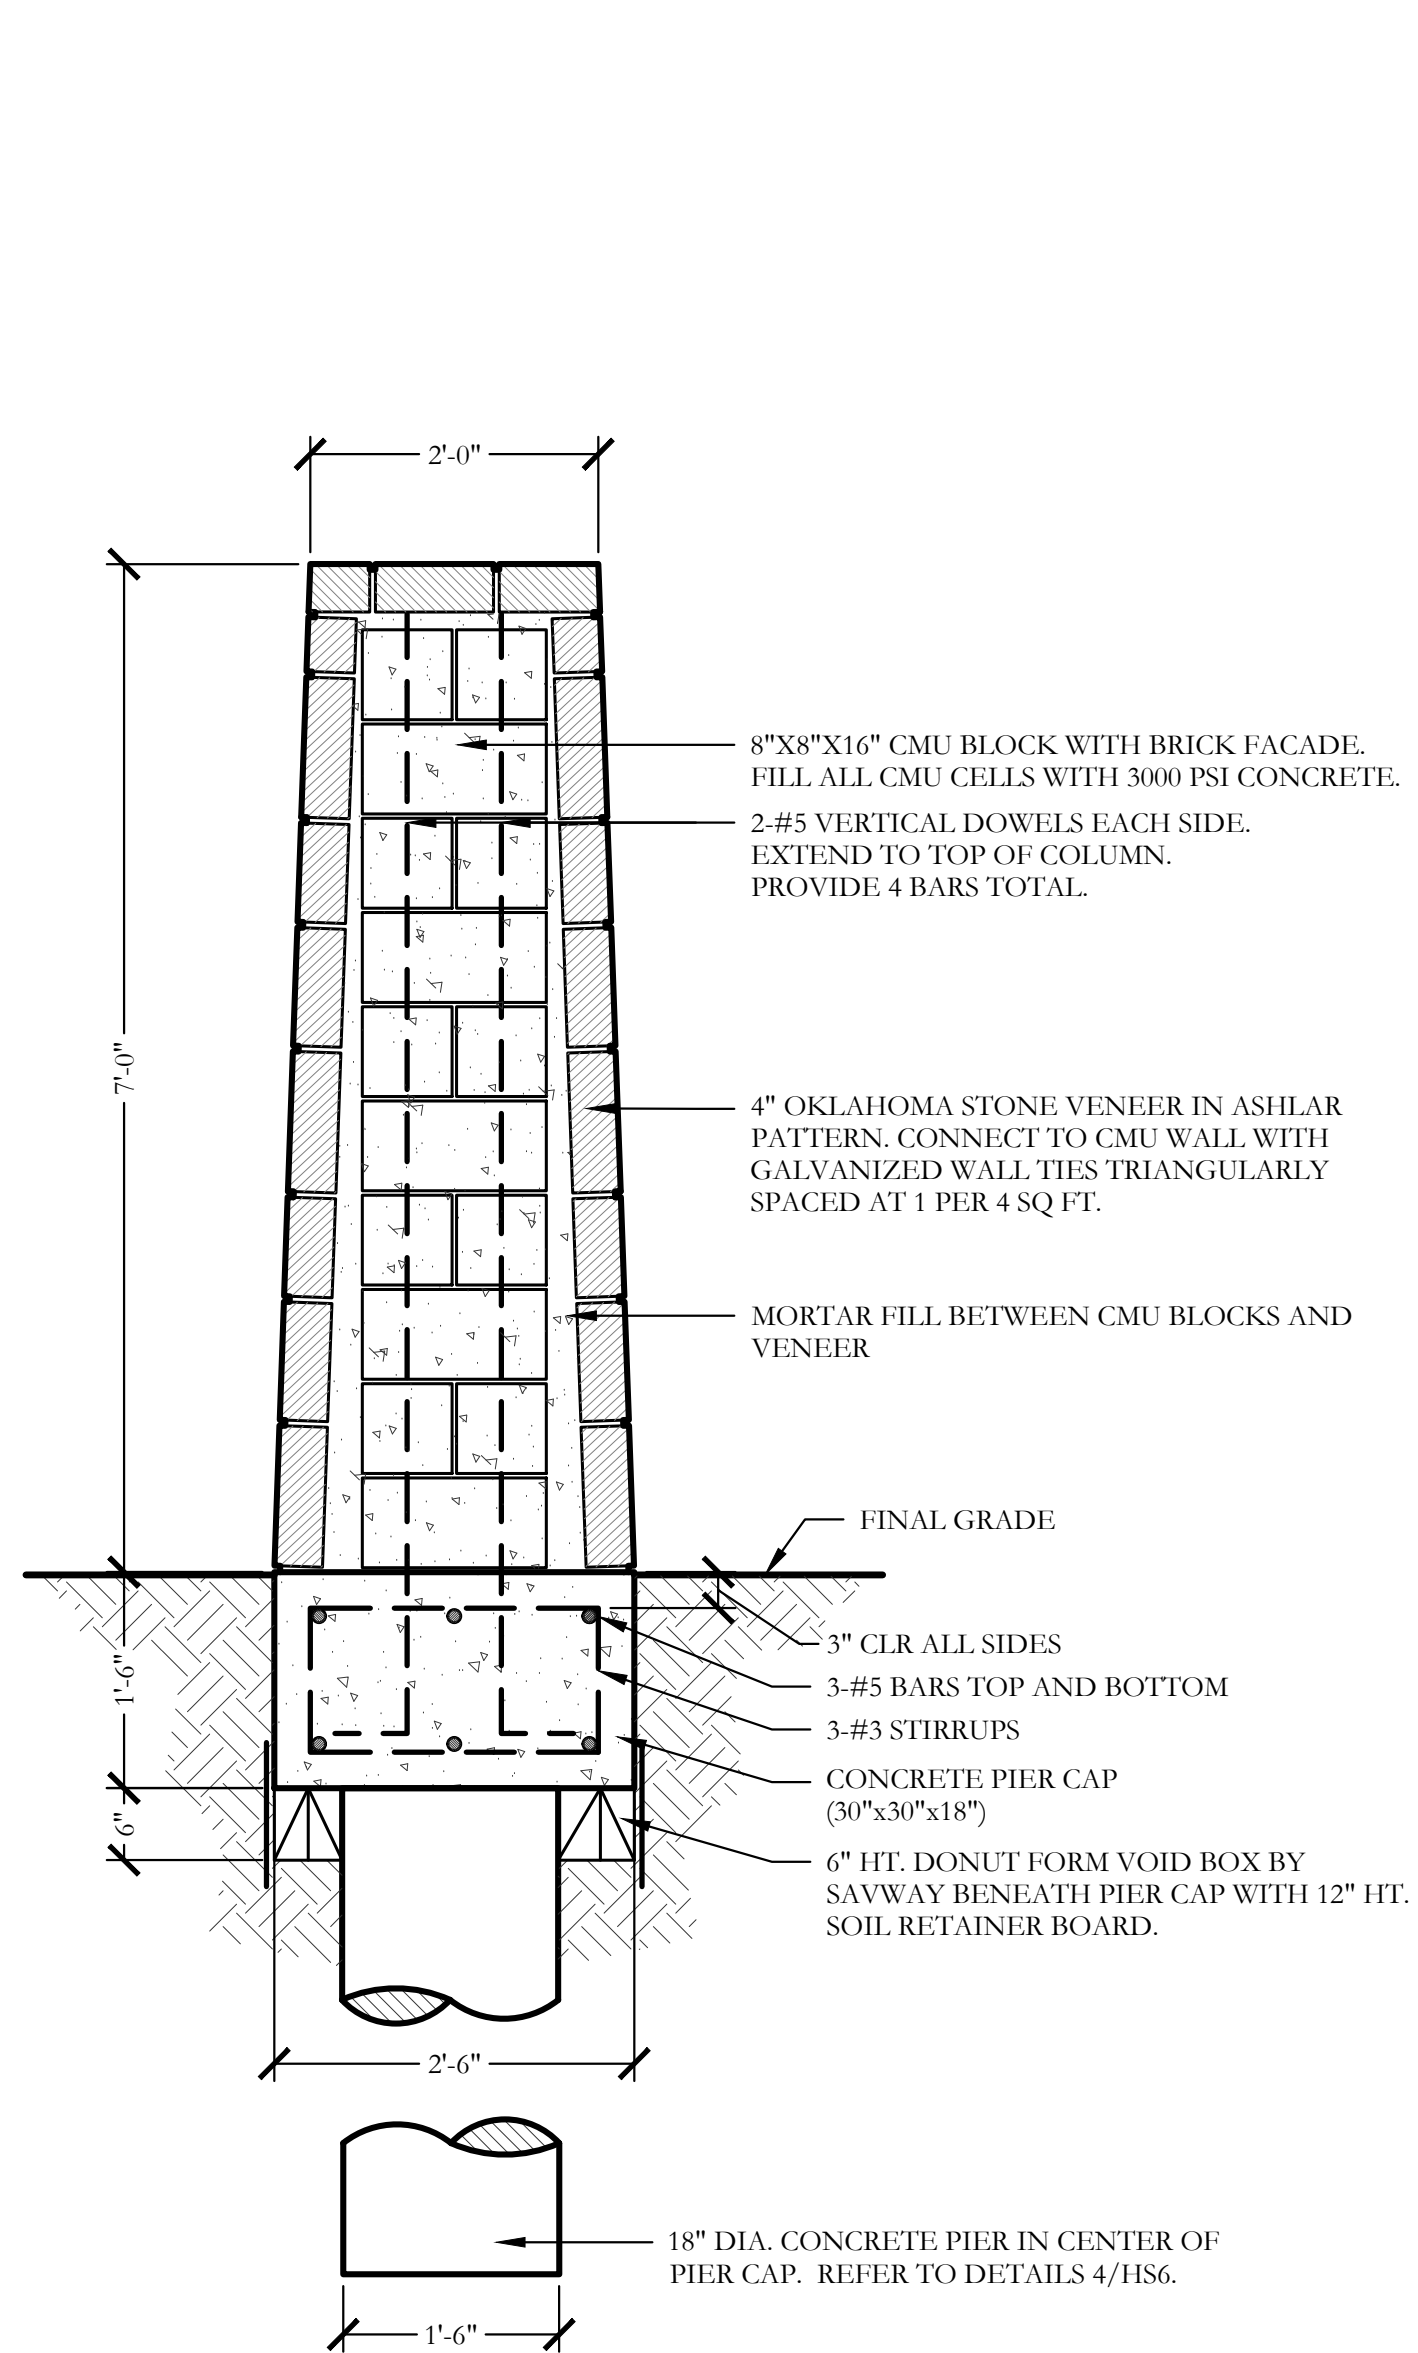 2'-0"
8"X8"X16" CMU BLOCK WITH BRICK FACADE.
FILL ALL CMU CELLS WITH 3000 PSI CONCRETE.
2-#5 VERTICAL DOWELS EACH SIDE.
EXTEND TO TOP OF COLUMN.
PROVIDE 4 BARS TOTAL.
7'-0"
4" OKLAHOMA STONE VENEER IN ASHLAR
PATTERN. CONNECT TO CMU WALL WITH
GALVANIZED WALL TIES TRIANGULARLY
SPACED AT 1 PER 4 SQ FT.
MORTAR FILL BETWEEN CMU BLOCKS AND
VENEER
FINAL GRADE
3" CLR ALL SIDES
1'-6"
3-#5 BARS TOP AND BOTTOM
3-#3 STIRRUPS
CONCRETE PIER CAP
(30"x30"x18")
6"
6" HT. DONUT FORM VOID BOX BY
SAVWAY BENEATH PIER CAP WITH 12" HT.
SOIL RETAINER BOARD.
2'-6"
18" DIA. CONCRETE PIER IN CENTER OF
PIER CAP.  REFER TO DETAILS 4/HS6.
1'-6"